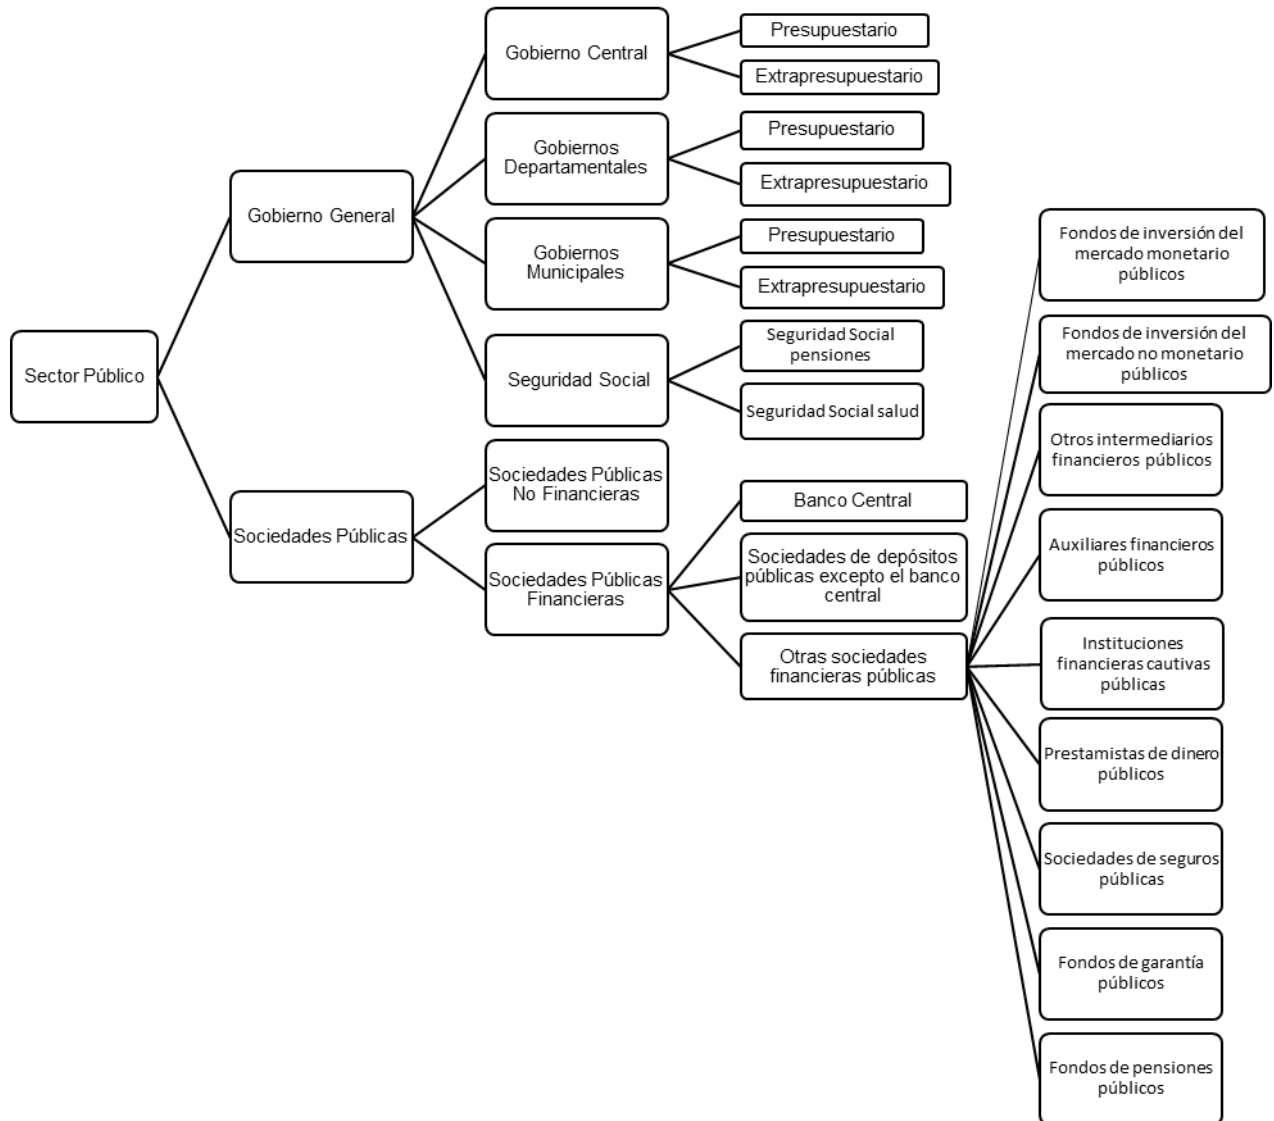 Sector Público
Gobierno General
Sociedades Públicas
Gobierno Central
Gobiernos
Departamentales
Gobiernos
Municipales
Seguridad Social
Sociedades Públicas
No Financieras
Sociedades Públicas
Financieras
Presupuestario
Extrapresupuestario
Presupuestario
Extrapresupuestario
Presupuestario
Extrapresupuestario
Seguridad Social
pensiones
Seguridad Social salud
Banco Central
Sociedades de depósitos
públicas excepto el banco
central
Otras sociedades
financieras públicas
Fondos de inversión del
mercado monetario
públicos
Fondos de inversión del
mercado no monetario
públicos
Otros intermediarios
financieros públicos
Auxiliares financieros
públicos
Instituciones
financieras cautivas
públicas
Prestamistas de dinero
públicos
Sociedades de seguros
públicas
Fondos de garantía
públicos
Fondos de pensiones
públicos